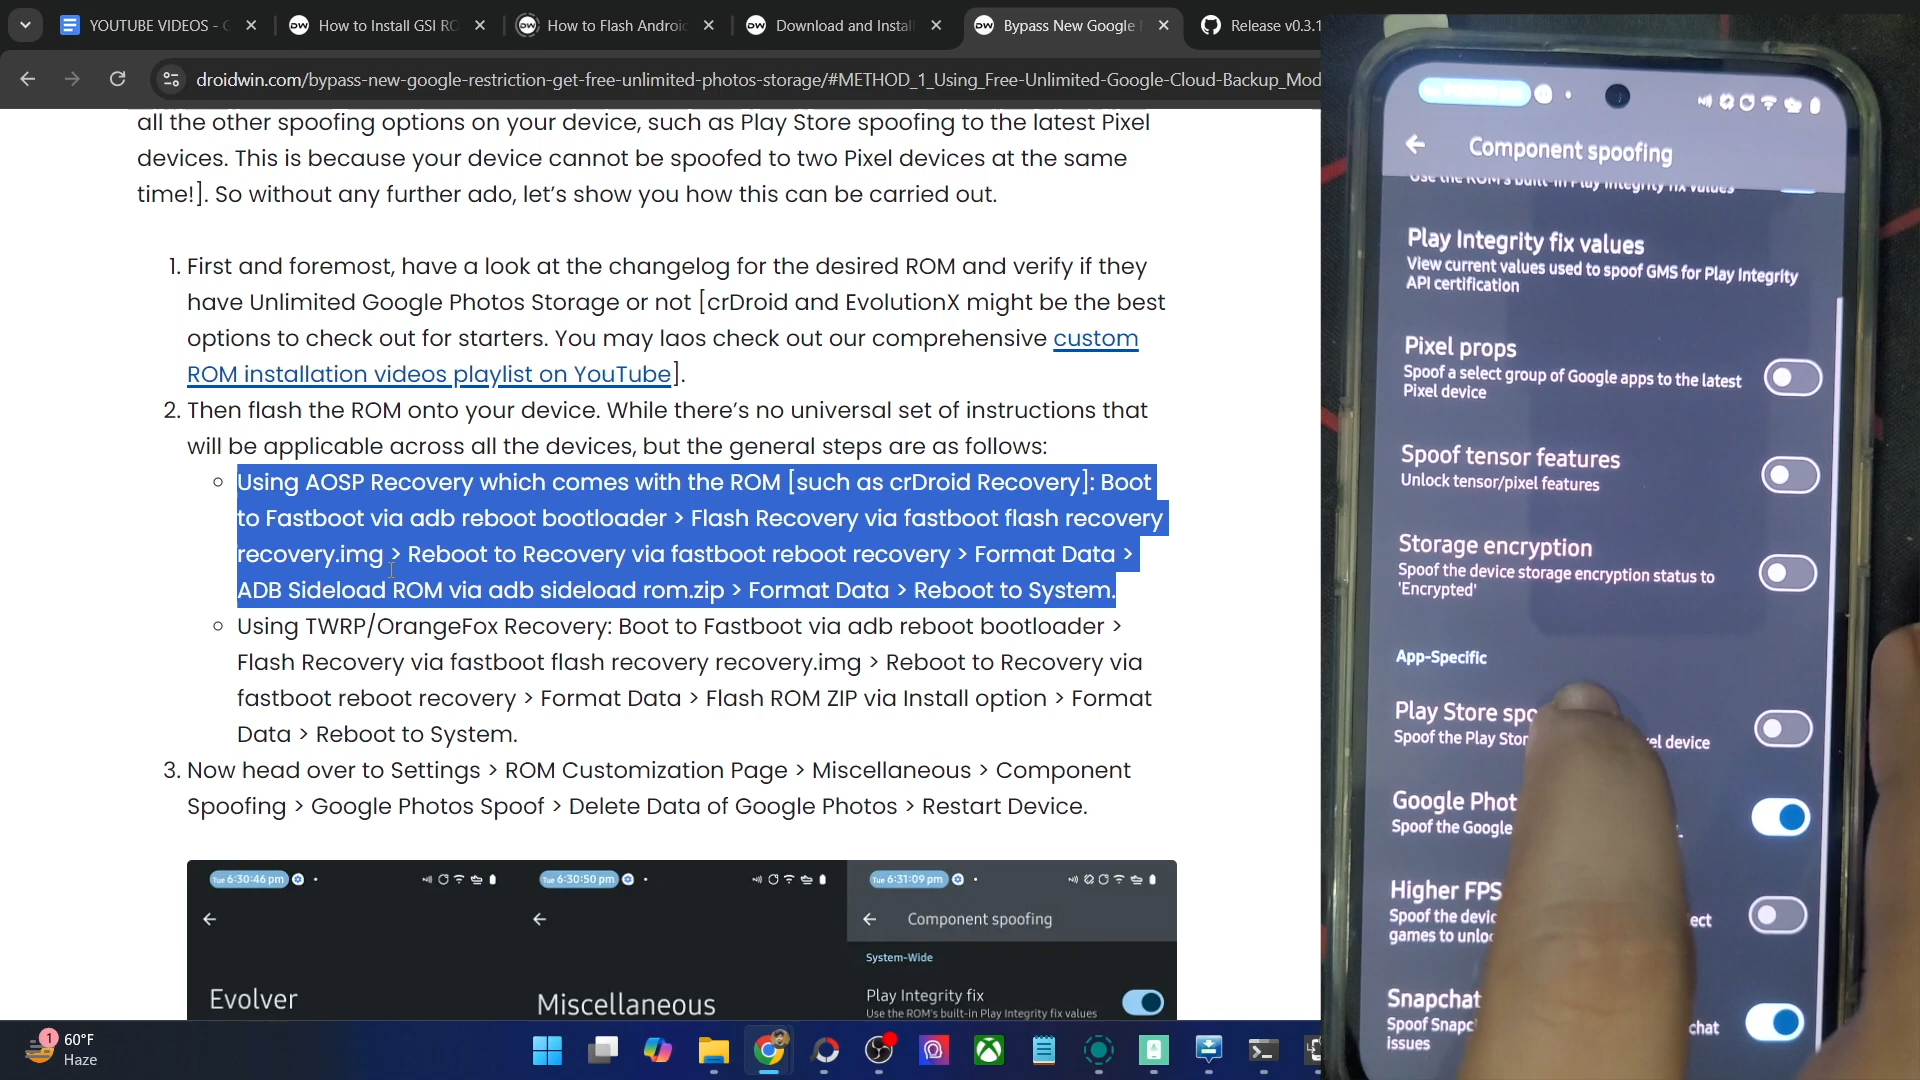 YOUTUBE VIDEOS -
How to Install GSI RO
How to Flash Android
Download and Install
Bypass New Google
Release v0.3.1
droidwin.com/bypass-new-google-restriction-get-free-unlimited-photos-storage/#METHOD_1_Using_Free-Unlimited-Google-Cloud-Backup_Mod
all the other spoofing options on your device, such as Play Store spoofing to the latest Pixel
devices. This is because your device cannot be spoofed to two Pixel devices at the same
time!]. So without any further ado, let's show you how this can be carried out.
1. First and foremost, have a look at the changelog for the desired ROM and verify if they
have Unlimited Google Photos Storage or not [crDroid and EvolutionX might be the best
options to check out for starters. You may laos check out our comprehensive custom
ROM installation videos playlist on YouTube].
2. Then flash the ROM onto your device. While there's no universal set of instructions that
will be applicable across all the devices, but the general steps are as follows:
Using AOSP Recovery which comes with the ROM [such as crDroid Recovery]: Boot
to Fastboot via adb reboot bootloader > Flash Recovery via fastboot flash recovery
recovery.img > Reboot to Recovery via fastboot reboot recovery > Format Data >
ADB Sideload ROM via adb sideload rom.zip > Format Data > Reboot to System.
Using TWRP/OrangeFox Recovery: Boot to Fastboot via adb reboot bootloader >
Flash Recovery via fastboot flash recovery recovery.img > Reboot to Recovery via
fastboot reboot recovery > Format Data > Flash ROM ZIP via Install option > Format
Data > Reboot to System.
3. Now head over to Settings > ROM Customization Page > Miscellaneous > Component
Spoofing > Google Photos Spoof > Delete Data of Google Photos > Restart Device.
Tue 6:30:46 pm
Evolver
Tue 6:30:50 pm
Miscellaneous
Tue 6:31:09 pm
Component spoofing
System-Wide
Play Integrity fix
Use the ROM's built-in Play Integrity fix values
1
60°F
Haze
Component spoofing
Use the ROM's built-in Play Integrity fix values
Play Integrity fix values
View current values used to spoof GMS for Play Integrity
API certification
Pixel props
Spoof a select group of Google apps to the latest
Pixel device
Spoof tensor features
Unlock tensor/pixel features
Storage encryption
Spoof the device storage encryption status to
'Encrypted'
App-Specific
Play Store spo
Spoof the Play Stor el device
Google Phot
Spoof the Google
Higher FPS
Spoof the devic ect
games to unlo
Snapchat
Spoof Snapc chat
issues